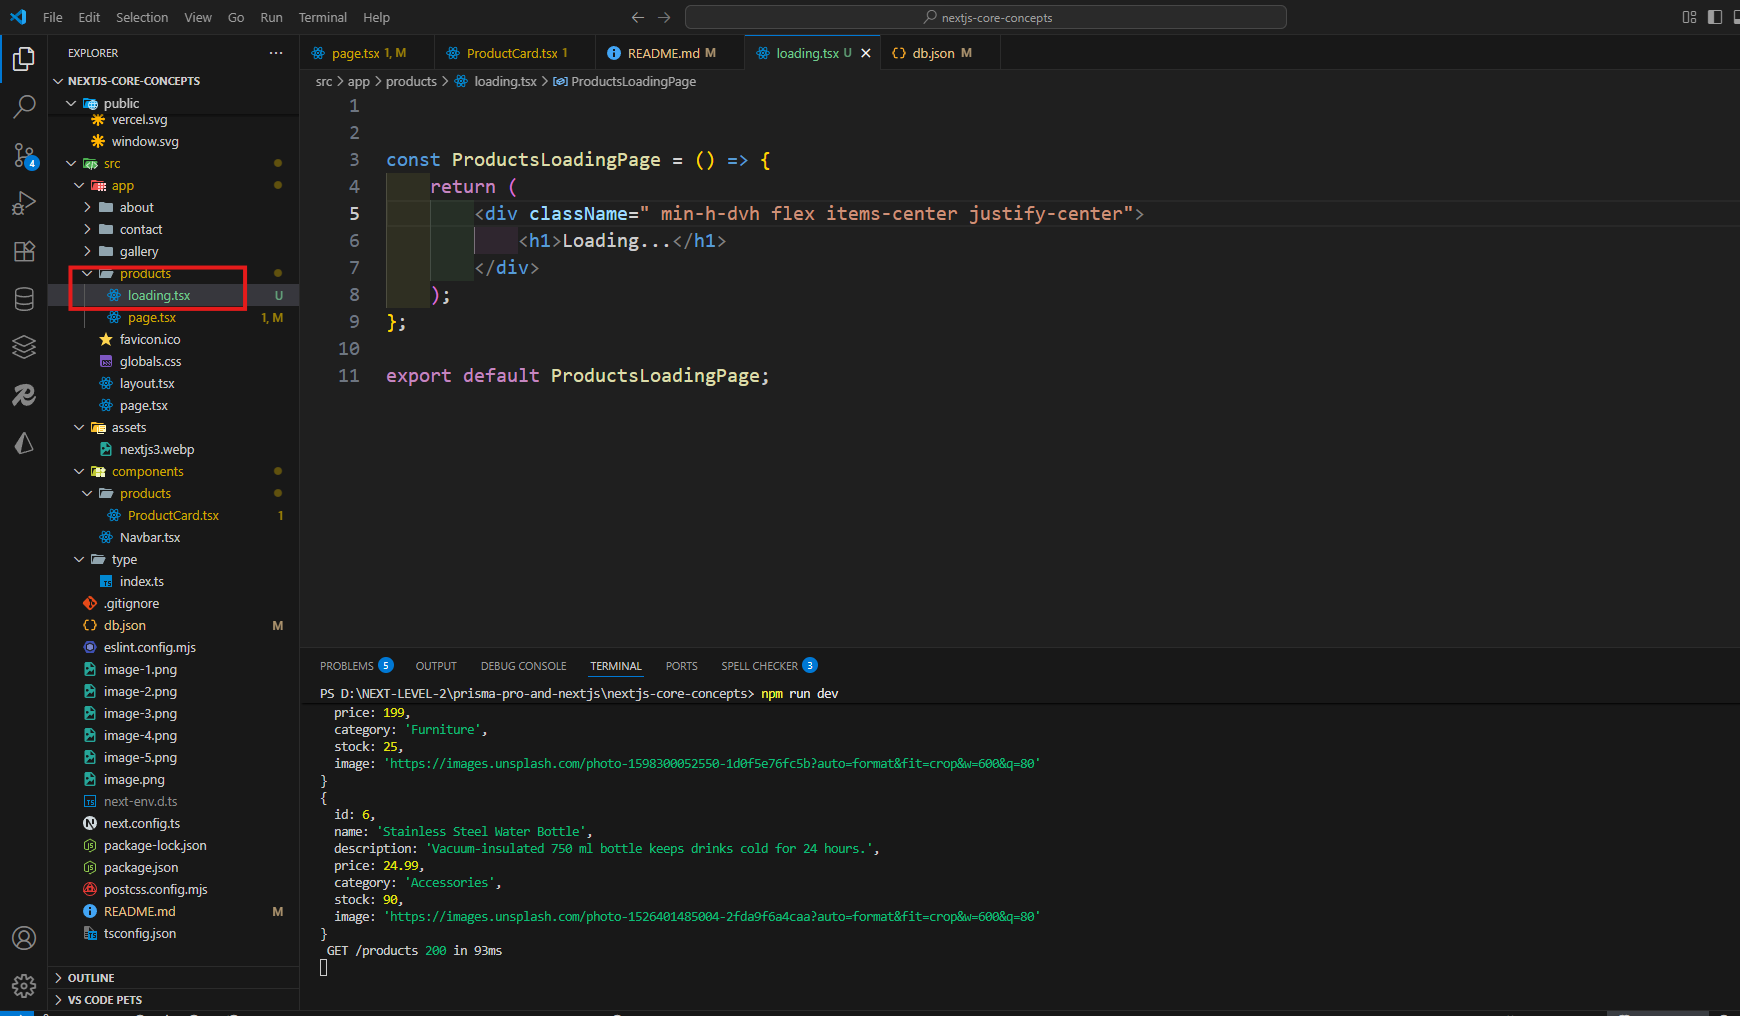 File Edit Selection View Go Run Terminal Help
nextjs-core-concepts
EXPLORER
NEXTJS-CORE-CONCEPTS
public
vercel.svg
window.svg
src
app
about
contact
gallery
products
loading.tsx U
page.tsx 1, M
favicon.ico
globals.css
layout.tsx
page.tsx
assets
nextjs3.webp
components
products
ProductCard.tsx 1
Navbar.tsx
type
index.ts
.gitignore
db.json M
eslint.config.mjs
image-1.png
image-2.png
image-3.png
image-4.png
image-5.png
image.png
next-env.d.ts
next.config.ts
package-lock.json
package.json
postcss.config.mjs
README.md M
tsconfig.json
OUTLINE
VS CODE PETS
4
page.tsx 1, M ProductCard.tsx 1 README.md M loading.tsx U db.json M
src > app > products > loading.tsx > ProductsLoadingPage
1
2
3 const ProductsLoadingPage = () => {
4 return (
5 <div className=" min-h-dvh flex items-center justify-center">
6 <h1>Loading...</h1>
7 </div>
8 );
9 };
10
11 export default ProductsLoadingPage;
PROBLEMS 5 OUTPUT DEBUG CONSOLE TERMINAL PORTS SPELL CHECKER 3
PS D:\NEXT-LEVEL-2\prisma-pro-and-nextjs\nextjs-core-concepts> npm run dev
price: 199,
category: 'Furniture',
stock: 25,
image: 'https://images.unsplash.com/photo-1598300052550-1d0f5e76fc5b?auto=format&fit=crop&w=600&q=80'
}
{
id: 6,
name: 'Stainless Steel Water Bottle',
description: 'Vacuum-insulated 750 ml bottle keeps drinks cold for 24 hours.',
price: 24.99,
category: 'Accessories',
stock: 90,
image: 'https://images.unsplash.com/photo-1526401485004-2fda9f6a4caa?auto=format&fit=crop&w=600&q=80'
}
GET /products 200 in 93ms